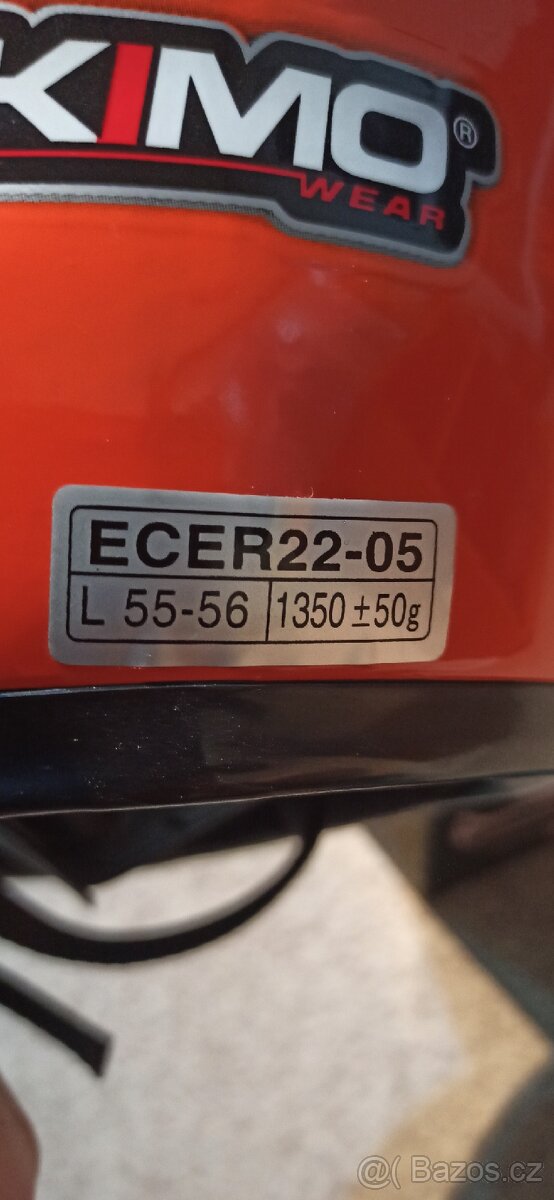 KIMO®
WEAR
ECER22-05
L 55-56 1350 ±50g
@( Bazos.cz